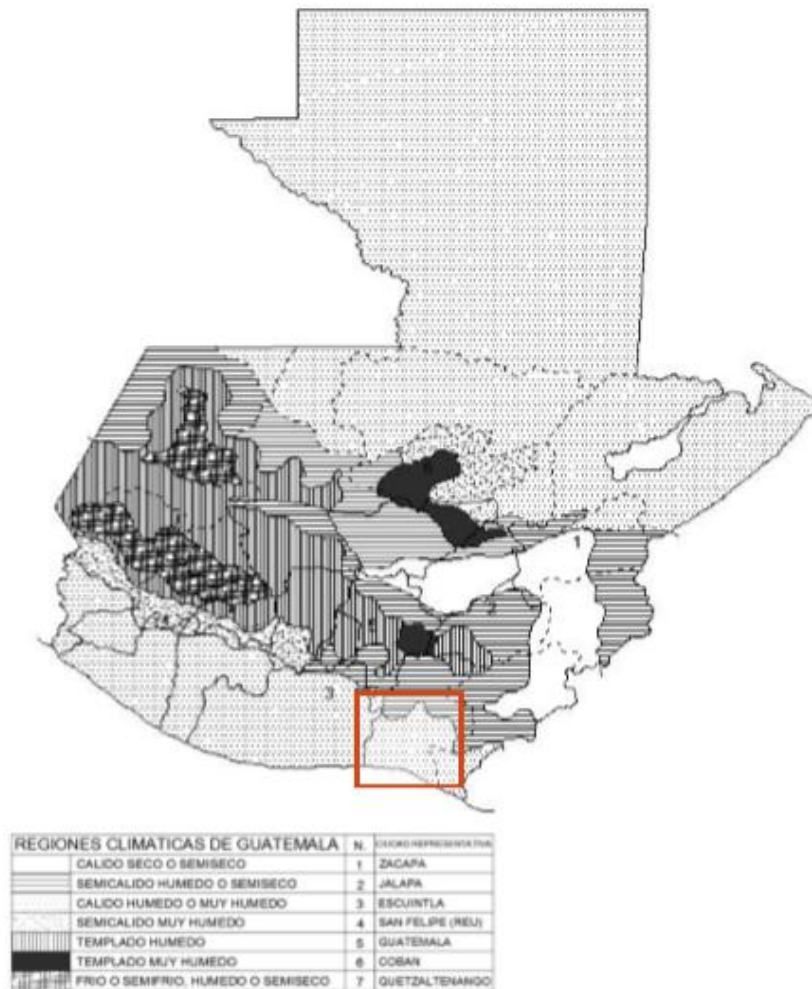 1
2
3
REGIONES CLIMATICAS DE GUATEMALA N. CIUDAD REPRESENTATIVA
CALIDO SECO O SEMISECO 1 ZACAPA
SEMICALIDO HUMEDO O SEMISECO 2 JALAPA
CALIDO HUMEDO O MUY HUMEDO 3 ESCUINTLA
SEMICALIDO MUY HUMEDO 4 SAN FELIPE (REU)
TEMPLADO HUMEDO 5 GUATEMALA
TEMPLADO MUY HUMEDO 6 COBAN
FRIO O SEMIFRIO, HUMEDO O SEMISECO 7 QUETZALTENANGO